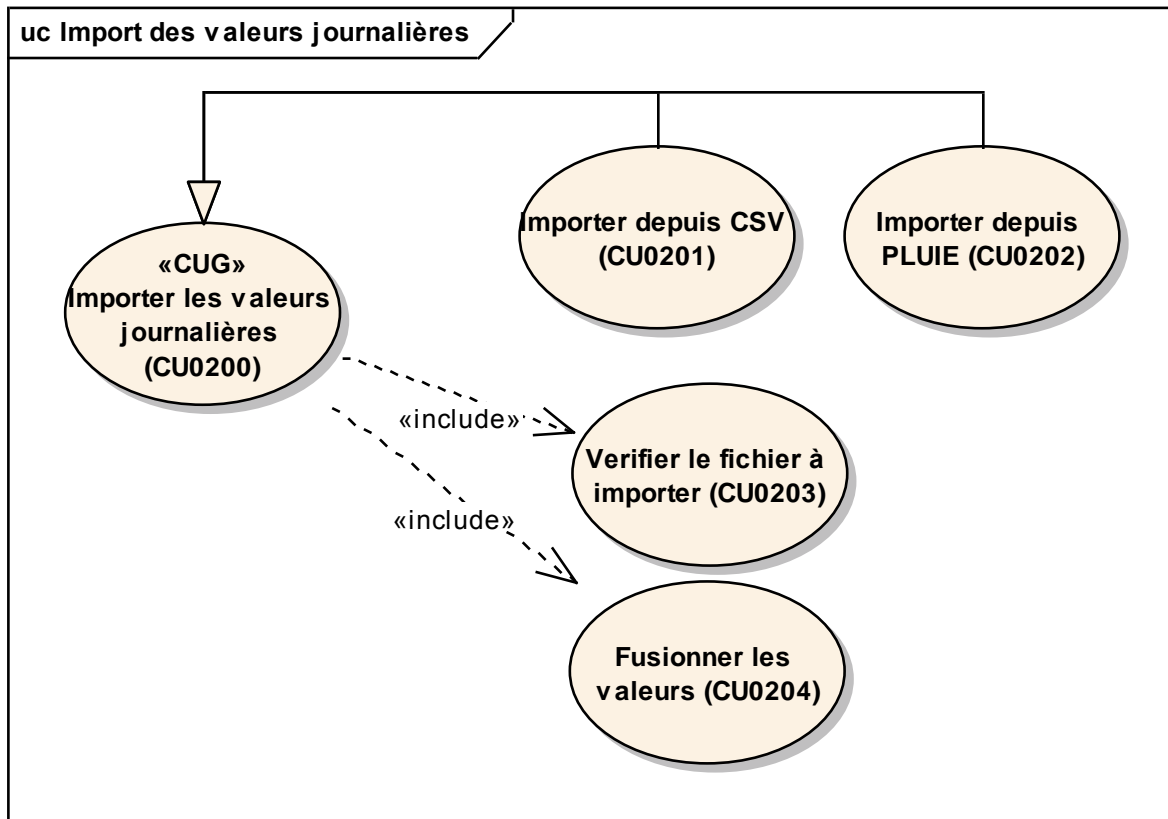 uc Import des valeurs journalières
Importer depuis CSV
(CU0201)
Importer depuis
PLUIE (CU0202)
«CUG»
Importer les valeurs
journalières
(CU0200)
«include»
Verifier le fichier à
importer (CU0203)
«include»
Fusionner les
valeurs (CU0204)